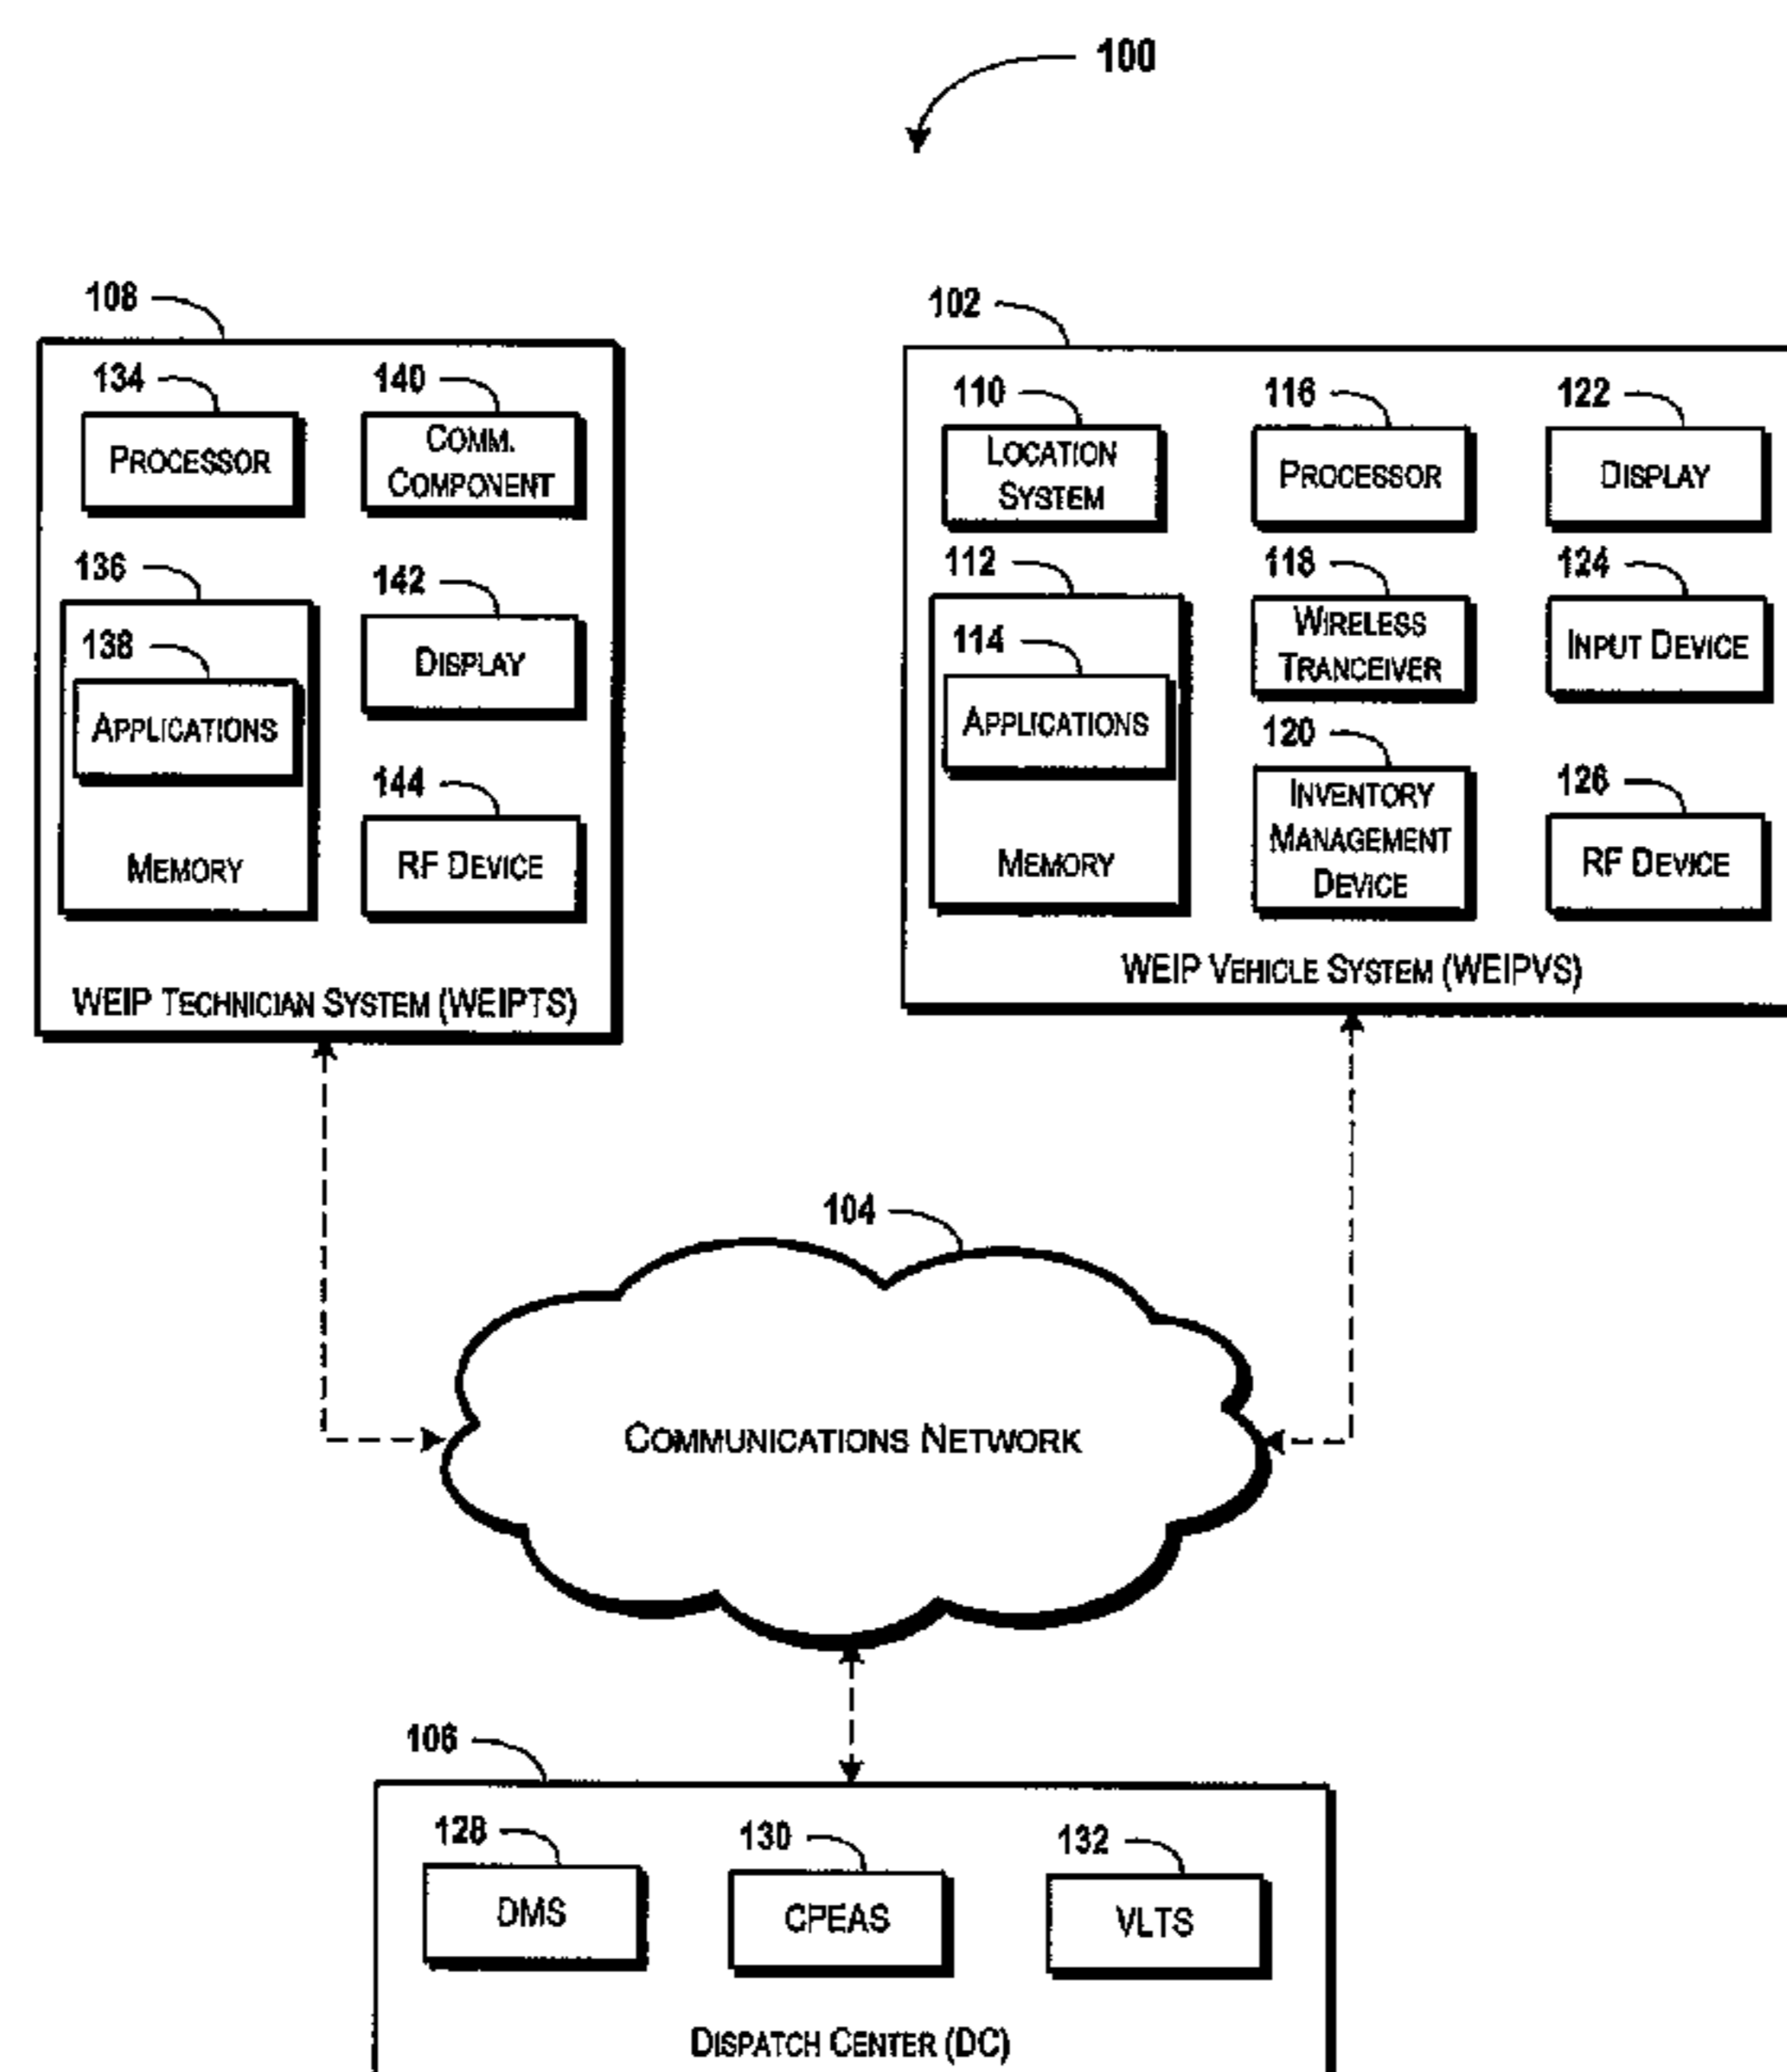 100
108
134
PROCESSOR
140
COMM.
COMPONENT
136
138
APPLICATIONS
MEMORY
142
DISPLAY
144
RF DEVICE
WEIP TECHNICIAN SYSTEM (WEIPTS)
102
110
LOCATION
SYSTEM
116
PROCESSOR
122
DISPLAY
112
114
APPLICATIONS
MEMORY
118
WIRELESS
TRANCEIVER
124
INPUT DEVICE
120
INVENTORY
MANAGEMENT
DEVICE
126
RF DEVICE
WEIP VEHICLE SYSTEM (WEIPVS)
104
COMMUNICATIONS NETWORK
106
128
DMS
130
CPEAS
132
VLTS
DISPATCH CENTER (DC)